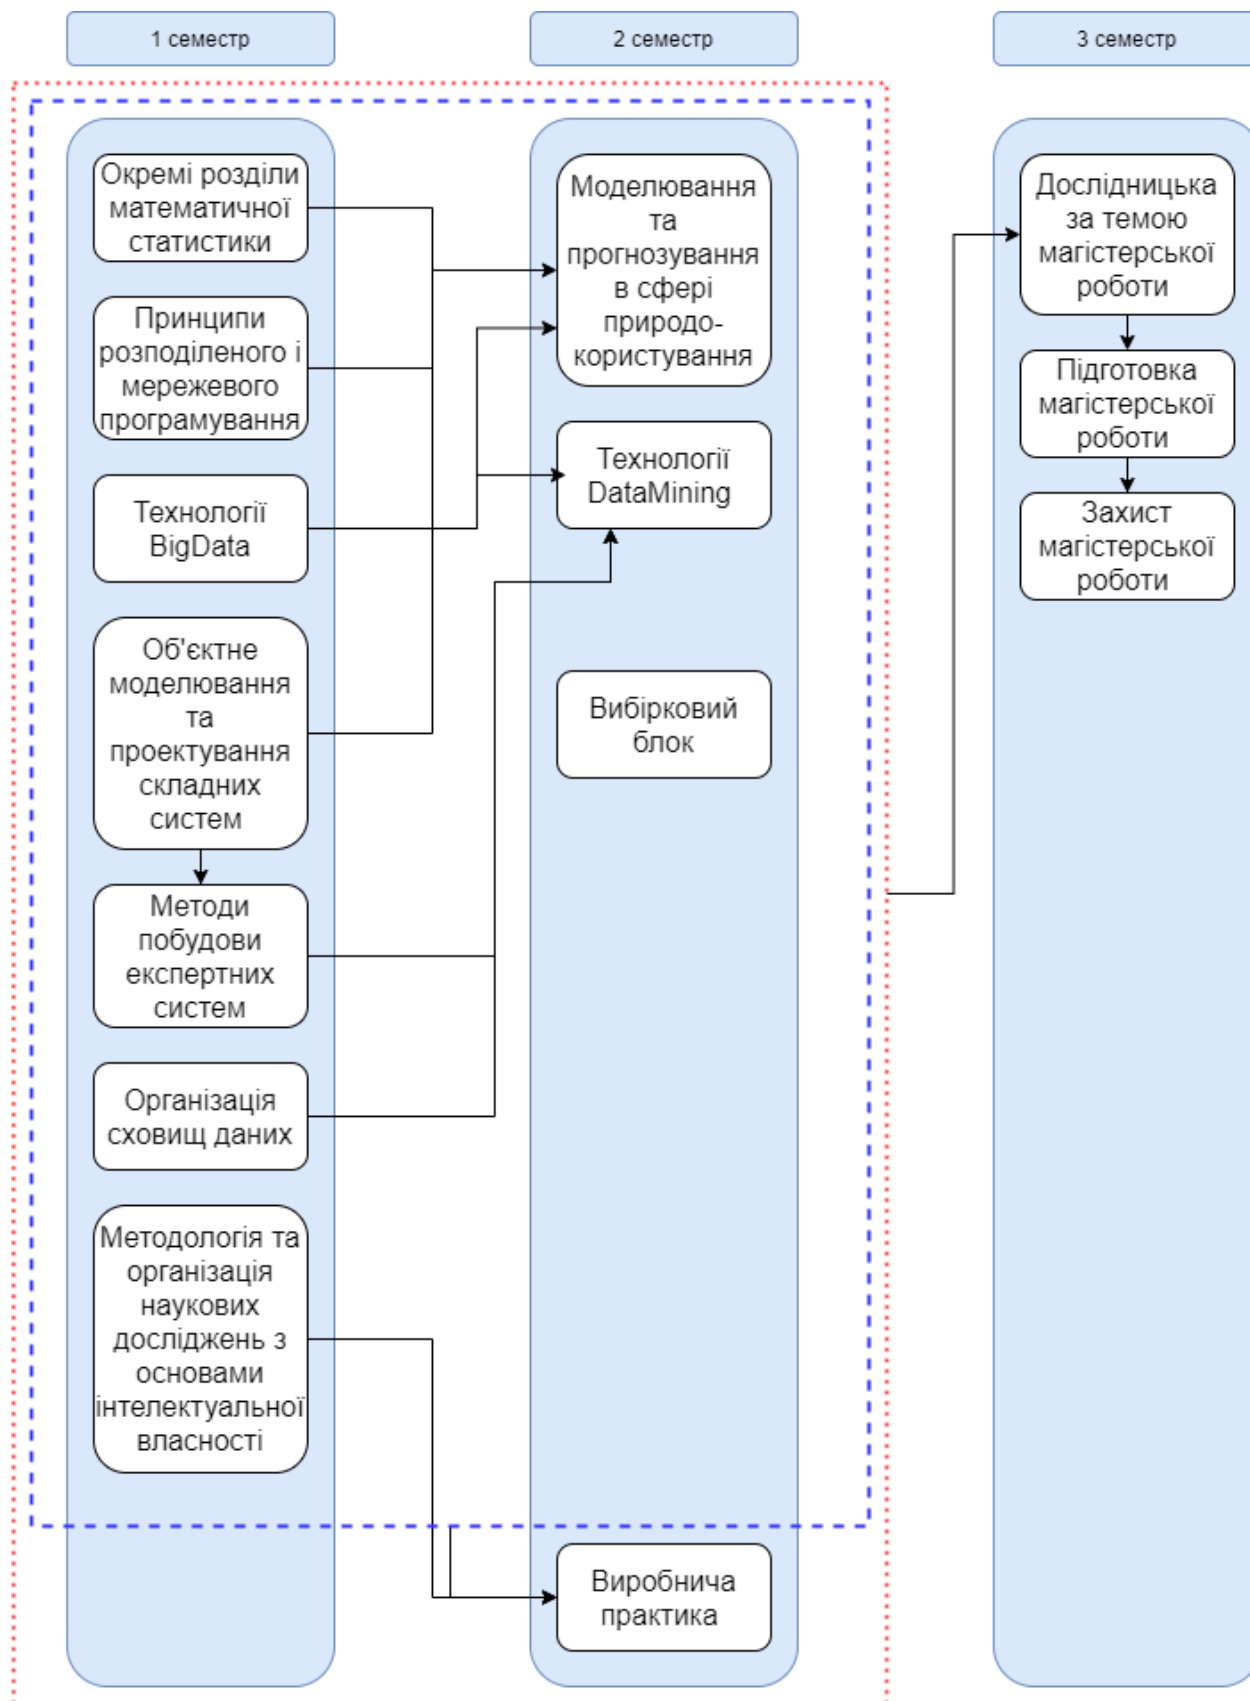 1 семестр
2 семестр
3 семестр
Окремі розділи
математичної
статистики
Принципи
розподіленого і
мережевого
програмування
Технології
BigData
Об'єктне
моделювання
та
проектування
складних
систем
Методи
побудови
експертних
систем
Організація
сховищ даних
Методологія та
організація
наукових
досліджень з
основами
інтелектуальної
власності
Моделювання
та
прогнозування
в сфері
природо-
користування
Технології
DataMining
Вибірковий
блок
Виробнича
практика
Дослідницька
за темою
магістерської
роботи
Підготовка
магістерської
роботи
Захист
магістерської
роботи